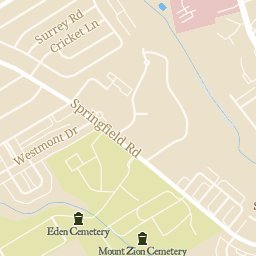 Surrey Rd
Cricket Ln
Springfield Rd
Westmont Dr
Eden Cemetery
Mount Zion Cemetery
S